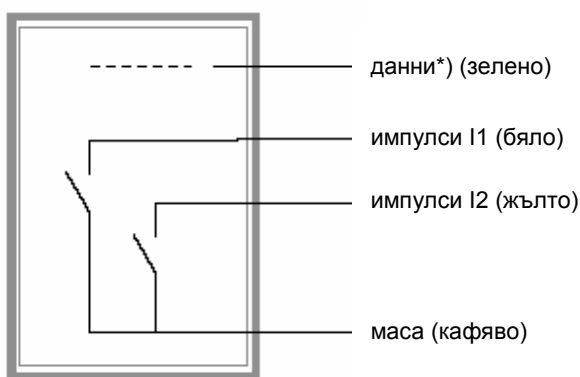 данни*) (зелено)
импулси I1 (бяло)
импулси I2 (жълто)
маса (кафяво)